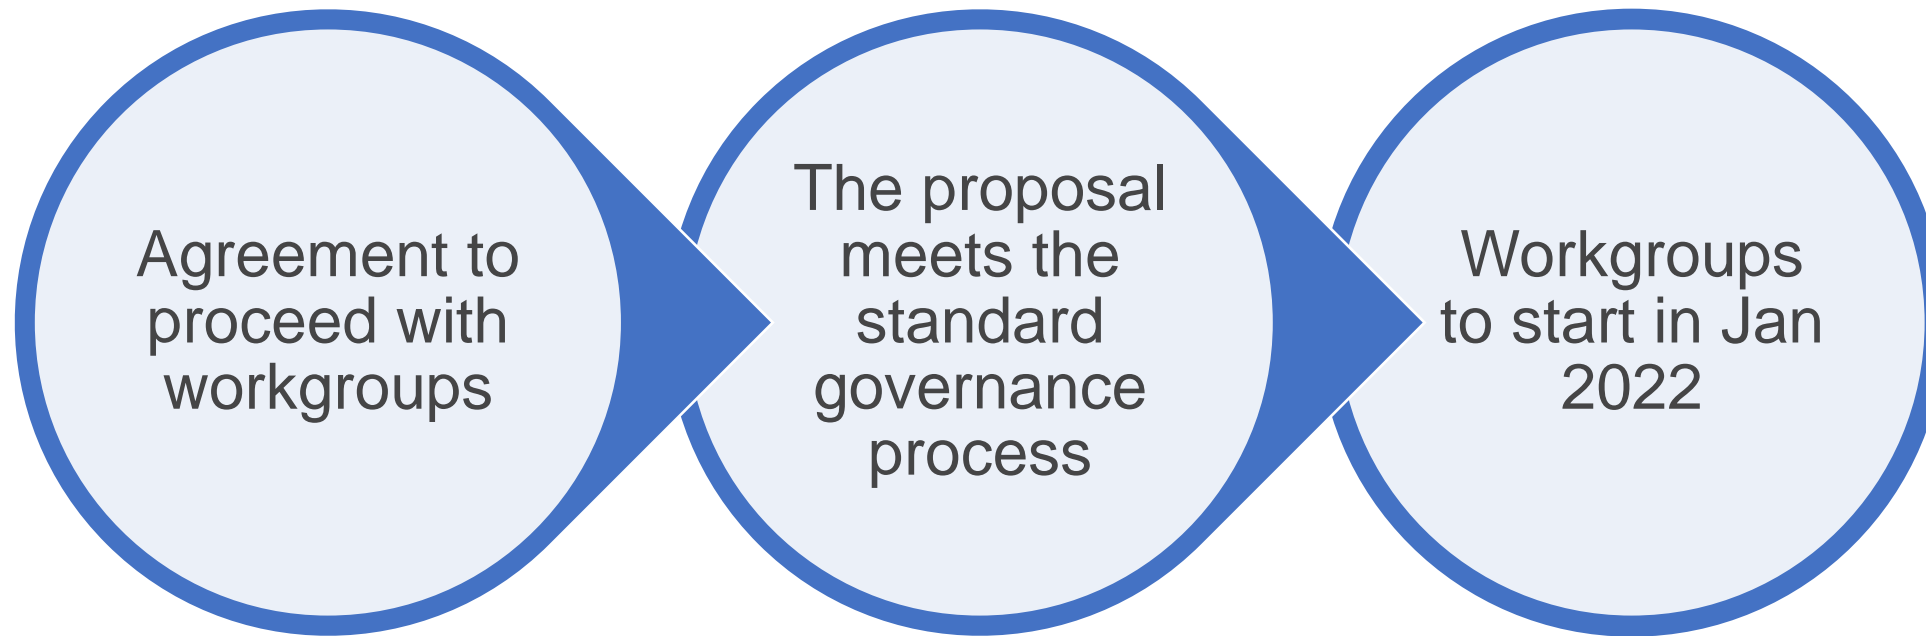 Agreement to
proceed with
workgroups
The proposal
meets the
standard
governance
process
Workgroups
to start in Jan
2022